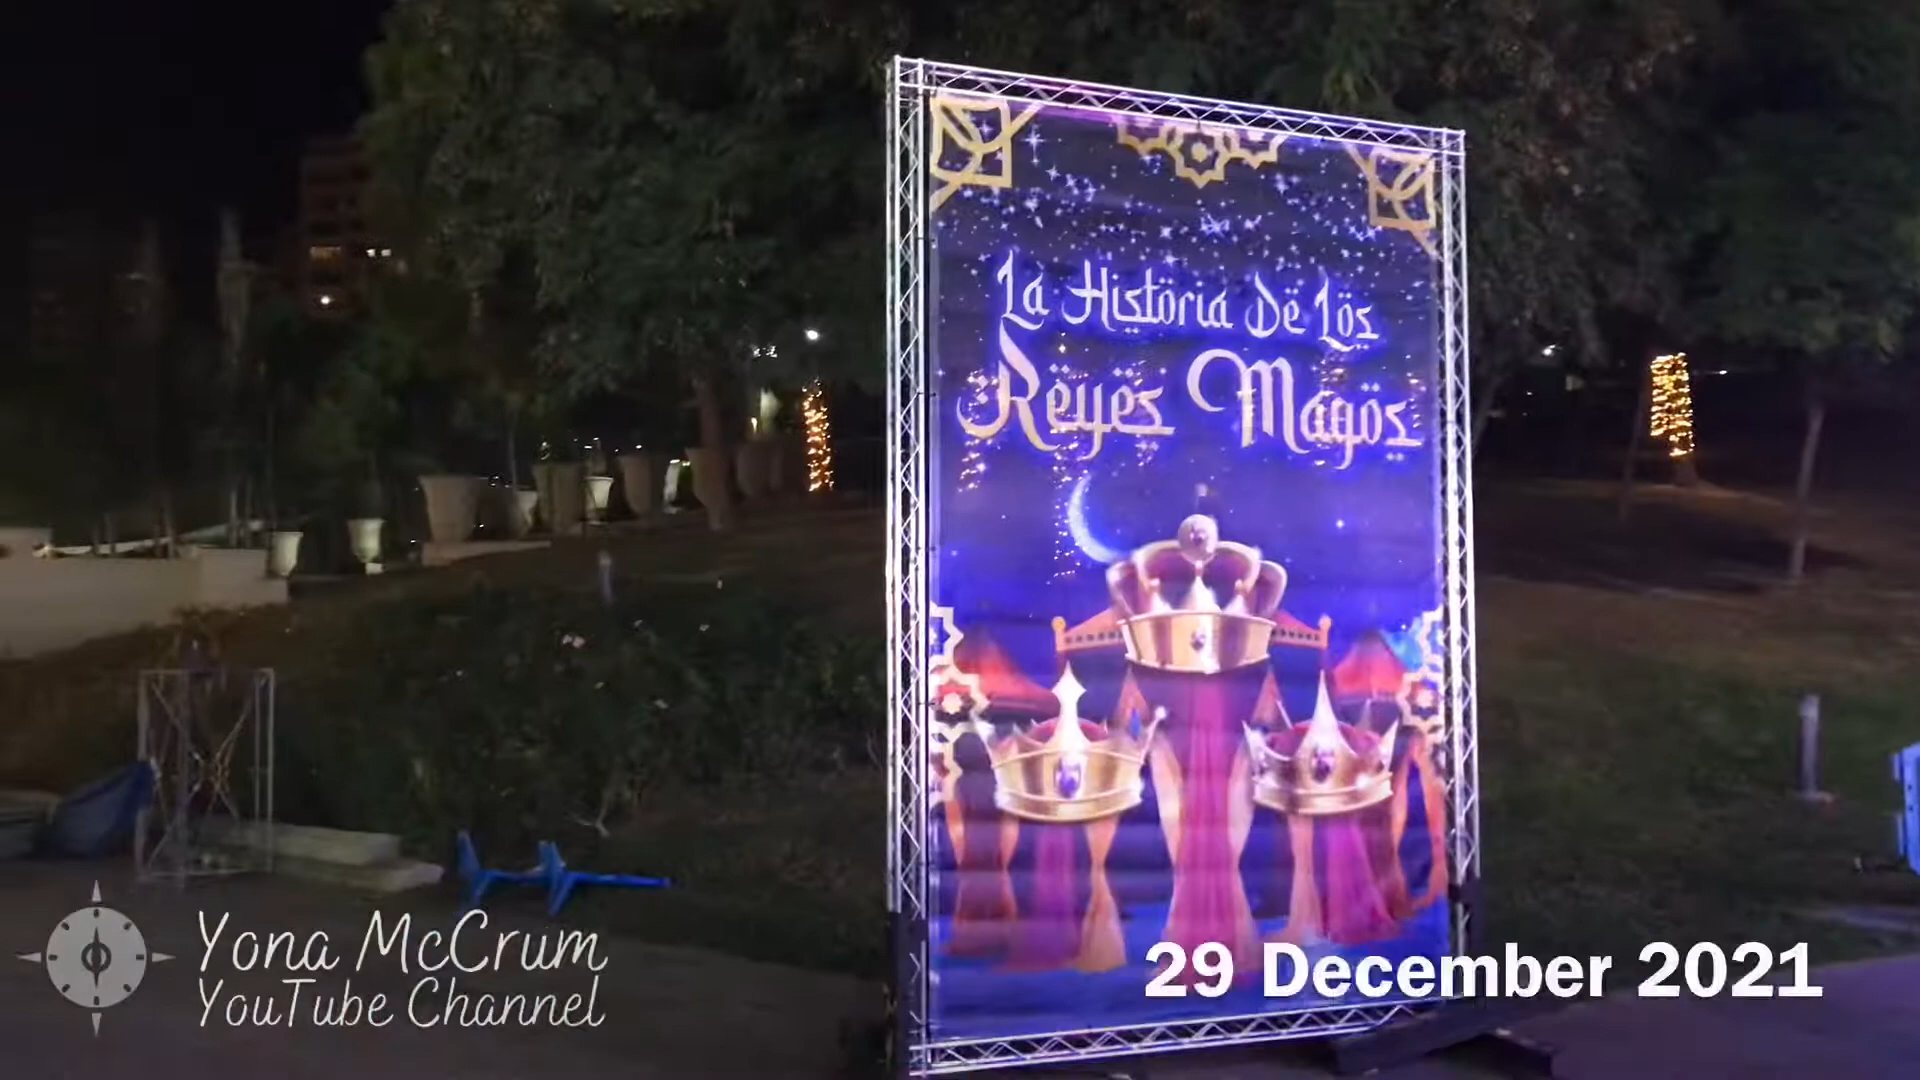 La Historia De Los
Reyes Magos
Yona McCrum
YouTube Channel
29 December 2021